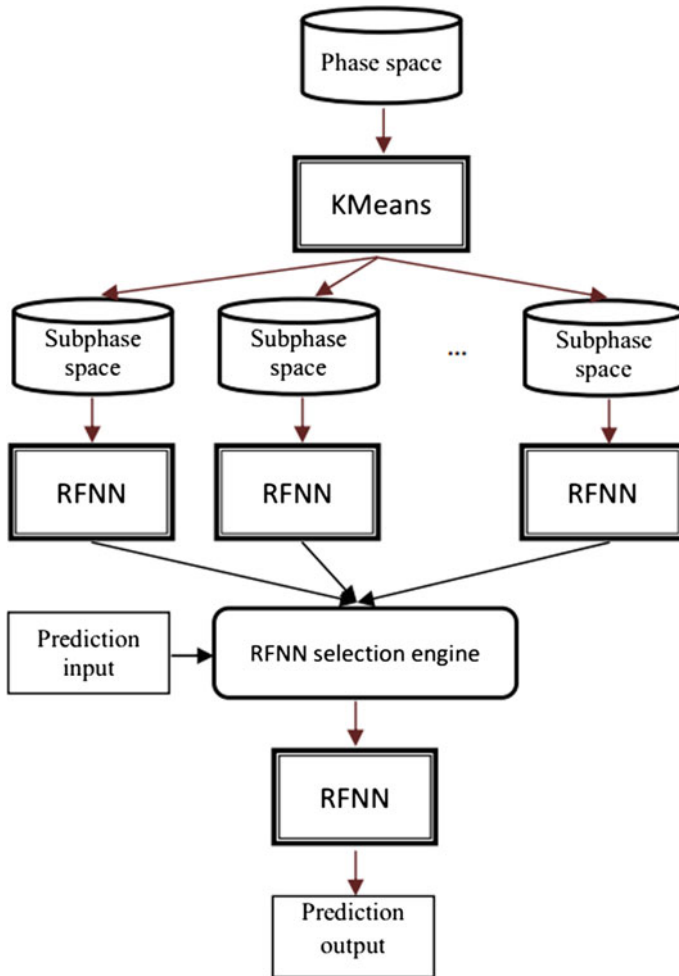 Phase space
KMeans
Subphase
space
Subphase
space
...
Subphase
space
RFNN
RFNN
RFNN
Prediction
input
RFNN selection engine
RFNN
Prediction
output